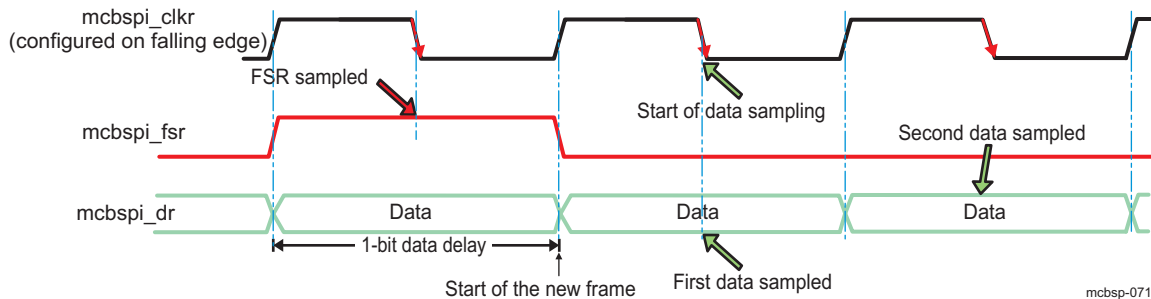 mcbspi_clkr
(configured on falling edge)
FSR sampled
Start of data sampling
mcbspi_fsr
Second data sampled
mcbspi_dr
Data
Data
Data
1-bit data delay
Start of the new frame
First data sampled
mcbsp-071